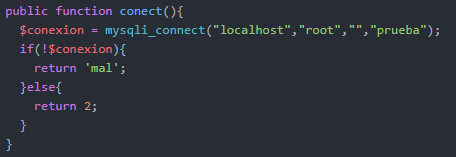 public function conect(){
$conexion = mysqli_connect("localhost","root","","prueba");
if(!$conexion){
return 'mal';
}else{
return 2;
}
}